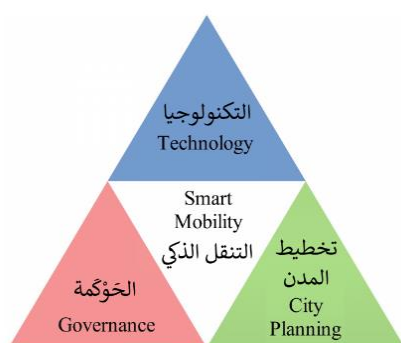 التكنولوجيا
Technology
Smart
Mobility
التنقل الذكي
الحَوْكَمة
Governance
تخطيط
المدن
City
Planning